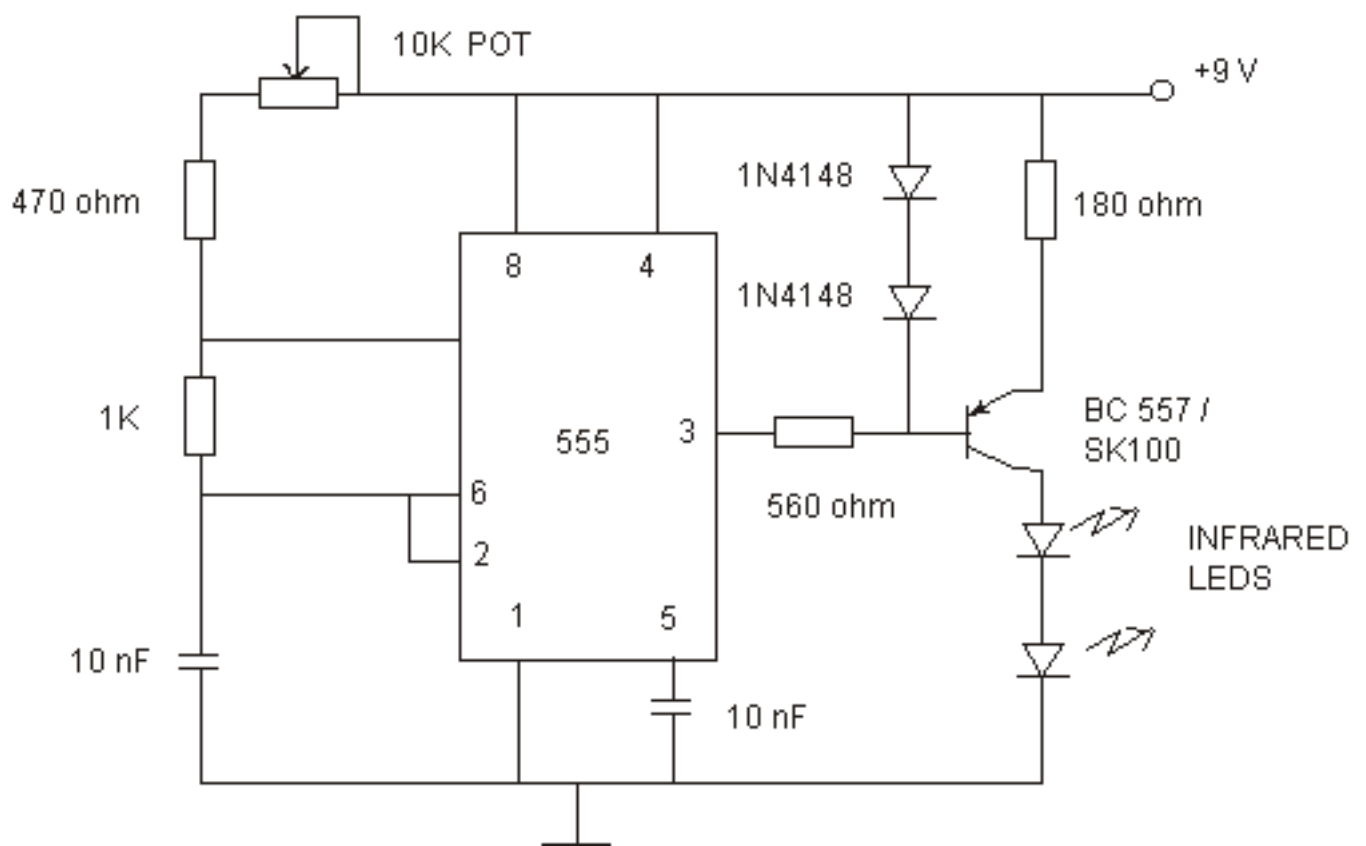 10K POT
+9 V
470 ohm
1N4148
180 ohm
8
4
1N4148
1K
555
3
BC 557 /
SK100
6
560 ohm
2
INFRARED
LEDS
1
5
10 nF
10 nF